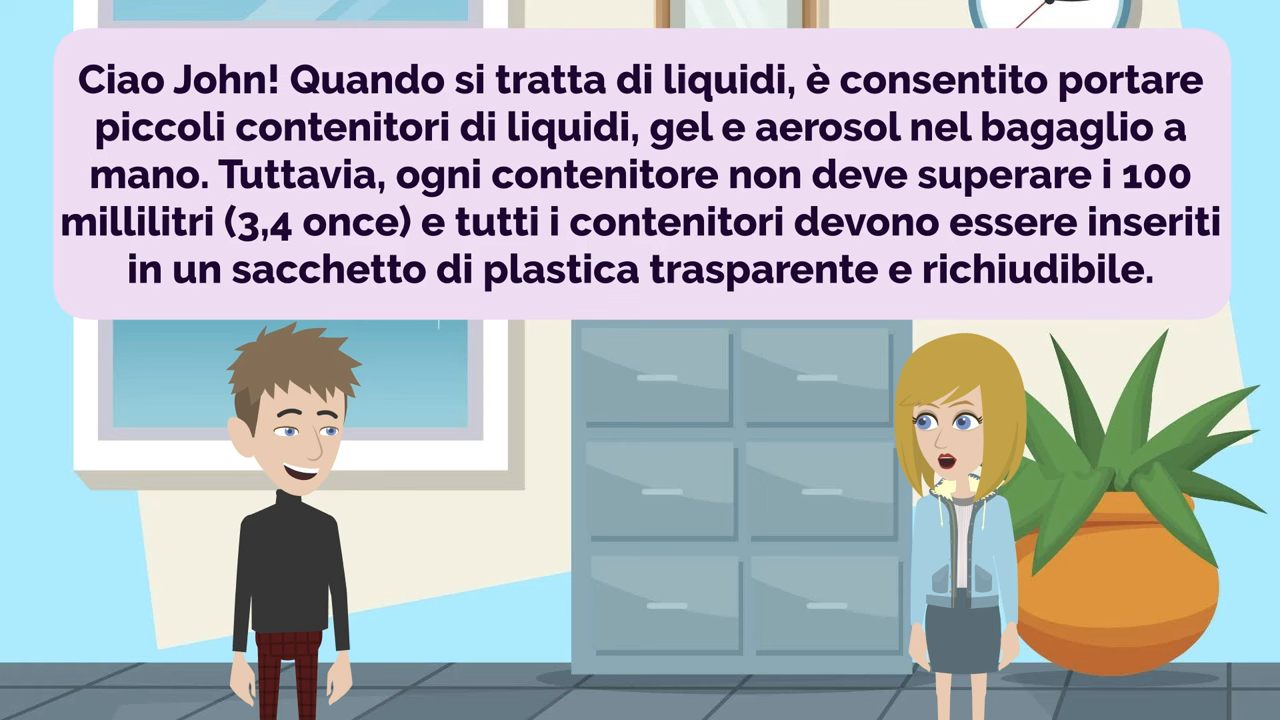 Ciao John! Quando si tratta di liquidi, è consentito portare
piccoli contenitori di liquidi, gel e aerosol nel bagaglio a
mano. Tuttavia, ogni contenitore non deve superare i 100
millilitri (3,4 once) e tutti i contenitori devono essere inseriti
in un sacchetto di plastica trasparente e richiudibile.